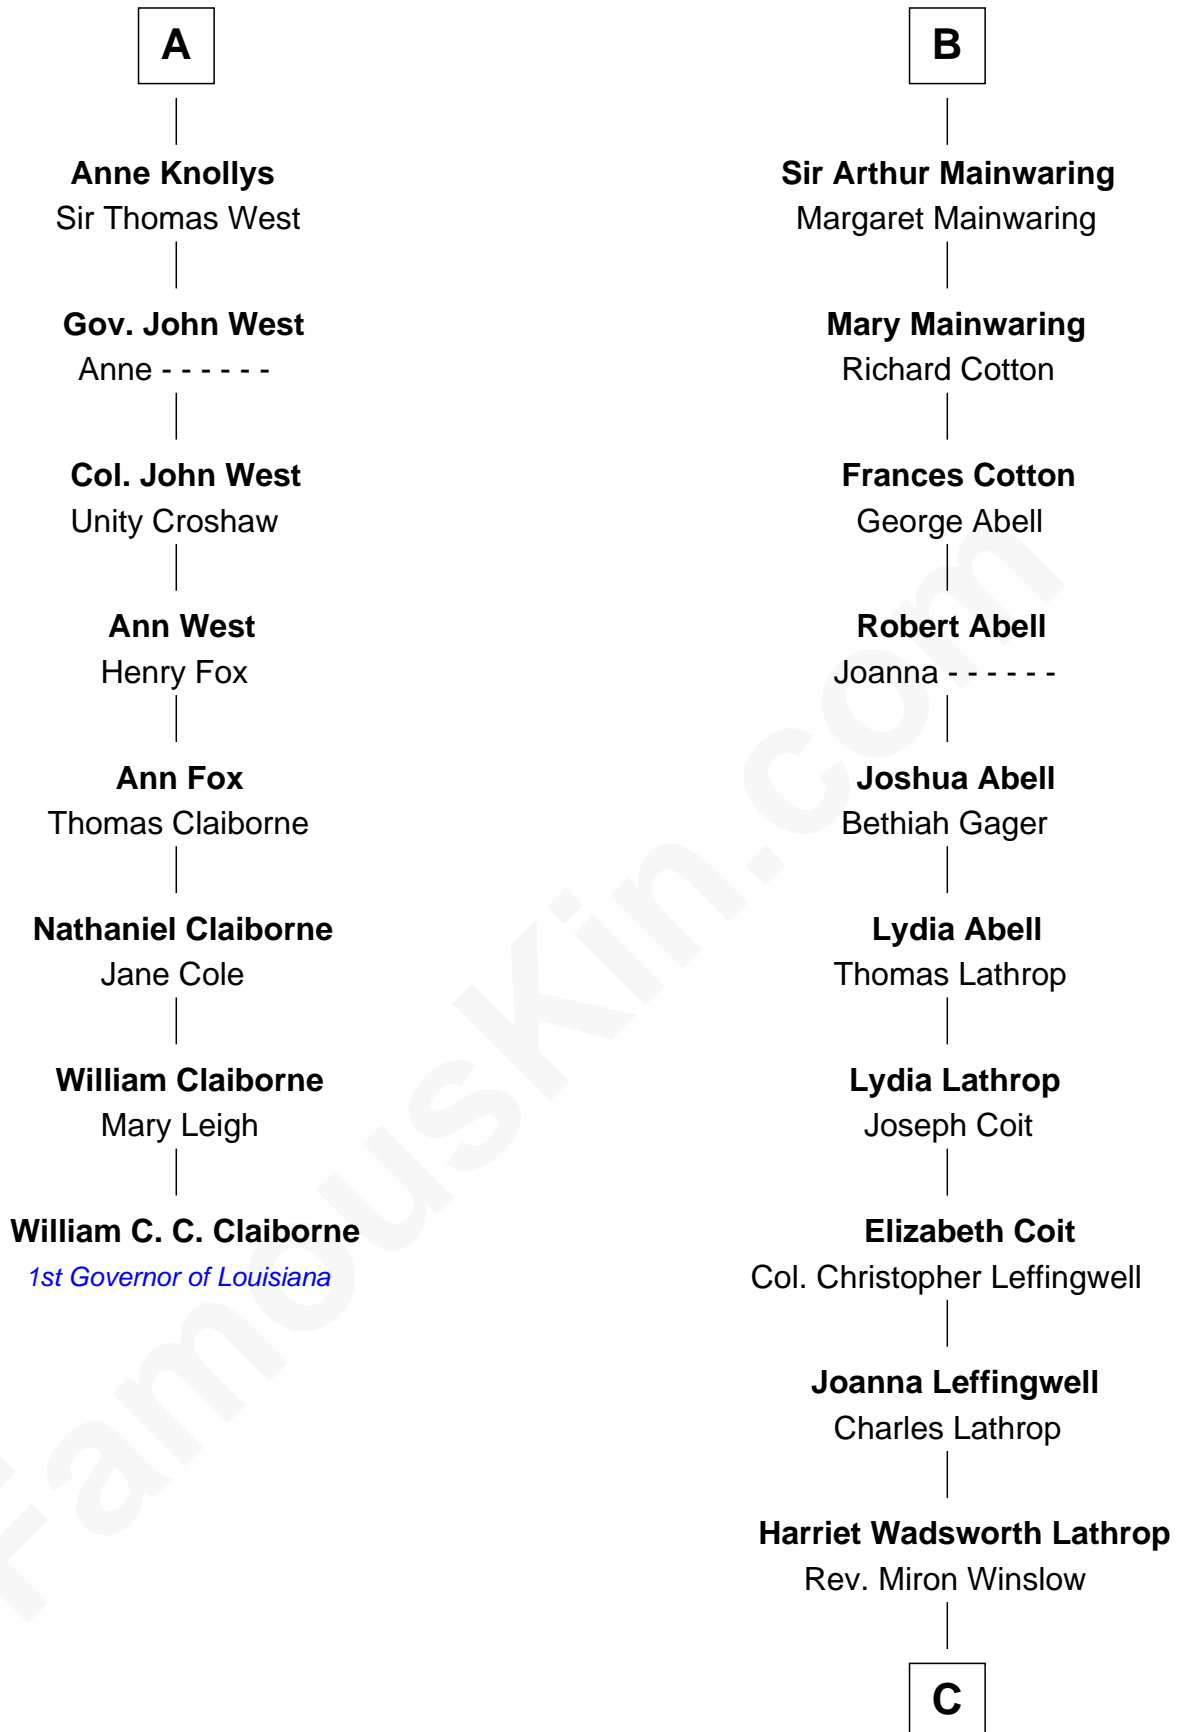 A
Anne Knollys
Sir Thomas West
Gov. John West
Anne - - - - - -
Col. John West
Unity Croshaw
Ann West
Henry Fox
Ann Fox
Thomas Claiborne
Nathaniel Claiborne
Jane Cole
William Claiborne
Mary Leigh
William C. C. Claiborne
1st Governor of Louisiana
B
Sir Arthur Mainwaring
Margaret Mainwaring
Mary Mainwaring
Richard Cotton
Frances Cotton
George Abell
Robert Abell
Joanna - - - - - -
Joshua Abell
Bethiah Gager
Lydia Abell
Thomas Lathrop
Lydia Lathrop
Joseph Coit
Elizabeth Coit
Col. Christopher Leffingwell
Joanna Leffingwell
Charles Lathrop
Harriet Wadsworth Lathrop
Rev. Miron Winslow
C
FamousKin.com